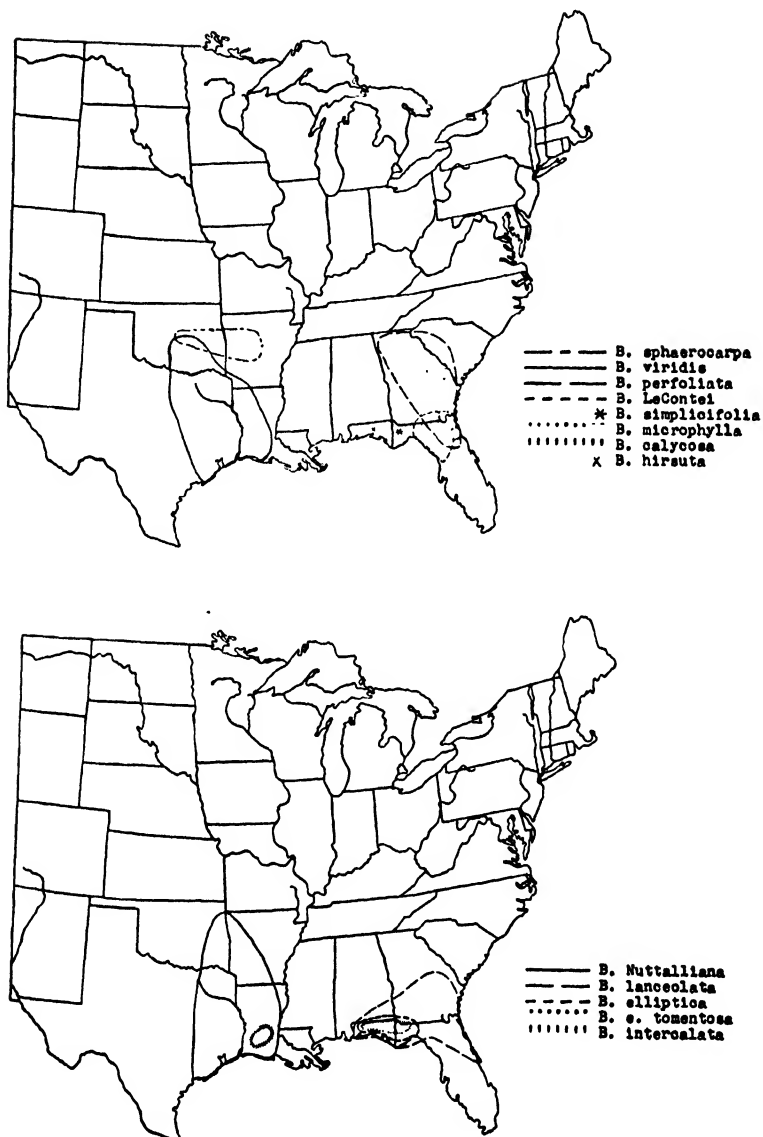 B. sphaerocarpa
B. viridis
B. perfoliata
B. LeContei
* B. simplicifolia
B. microphylla
B. calycosa
x B. hirsuta
B. Nuttalliana
B. lanceolata
B. elliptica
B. e. tomentosa
B. intercalata